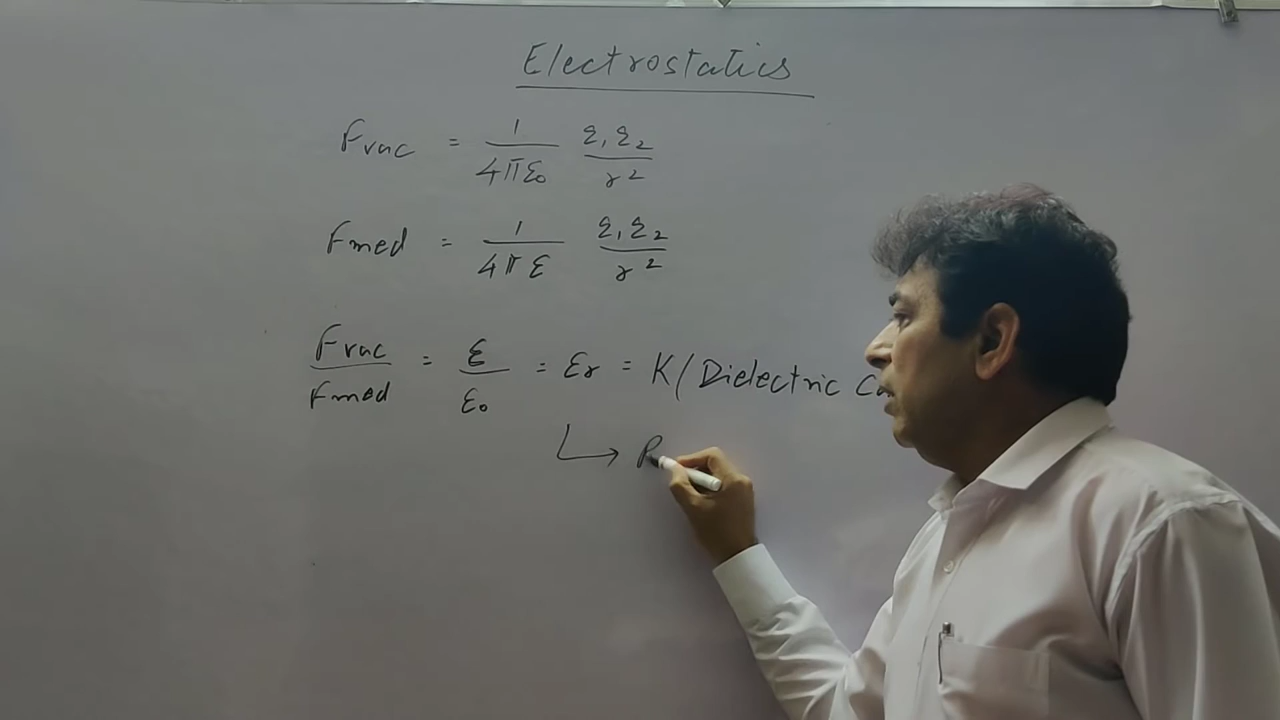 Electrostatics
Fvac = 1/4πε₀ q₁q₂/r²
Fmed = 1/4πε q₁q₂/r²
Fvac/Fmed = ε/ε₀ = εr = K/Dielectric
↳ R